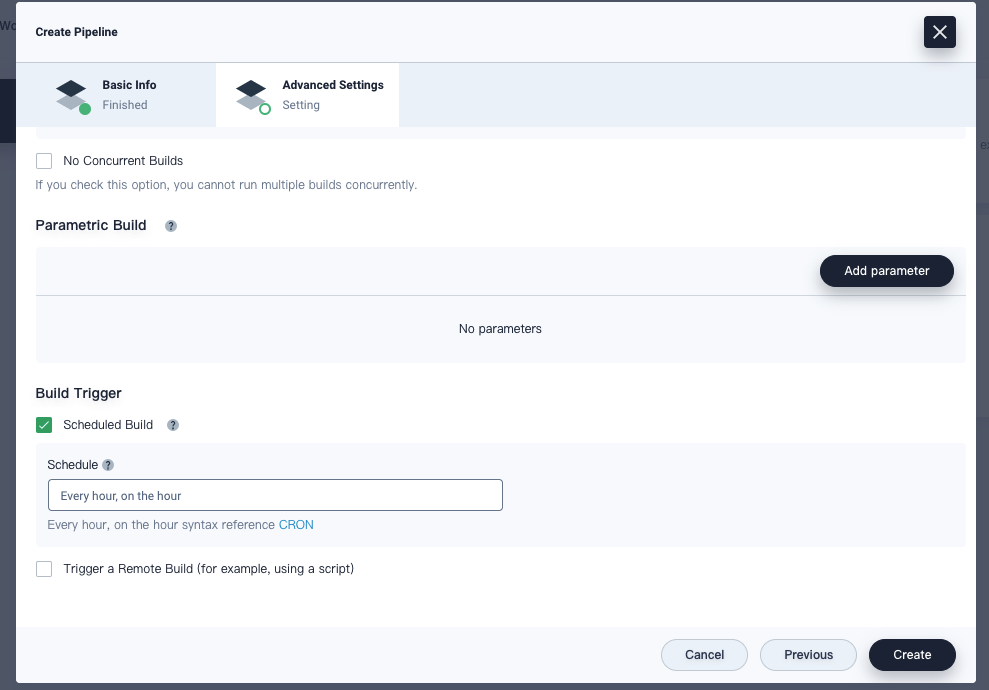 Wo
Create Pipeline
Basic Info
Finished
Advanced Settings
Setting
No Concurrent Builds
If you check this option, you cannot run multiple builds concurrently.
Parametric Build ?
Add parameter
No parameters
Build Trigger
Scheduled Build ?
Schedule ?
Every hour, on the hour
Every hour, on the hour syntax reference CRON
Trigger a Remote Build (for example, using a script)
Cancel
Previous
Create